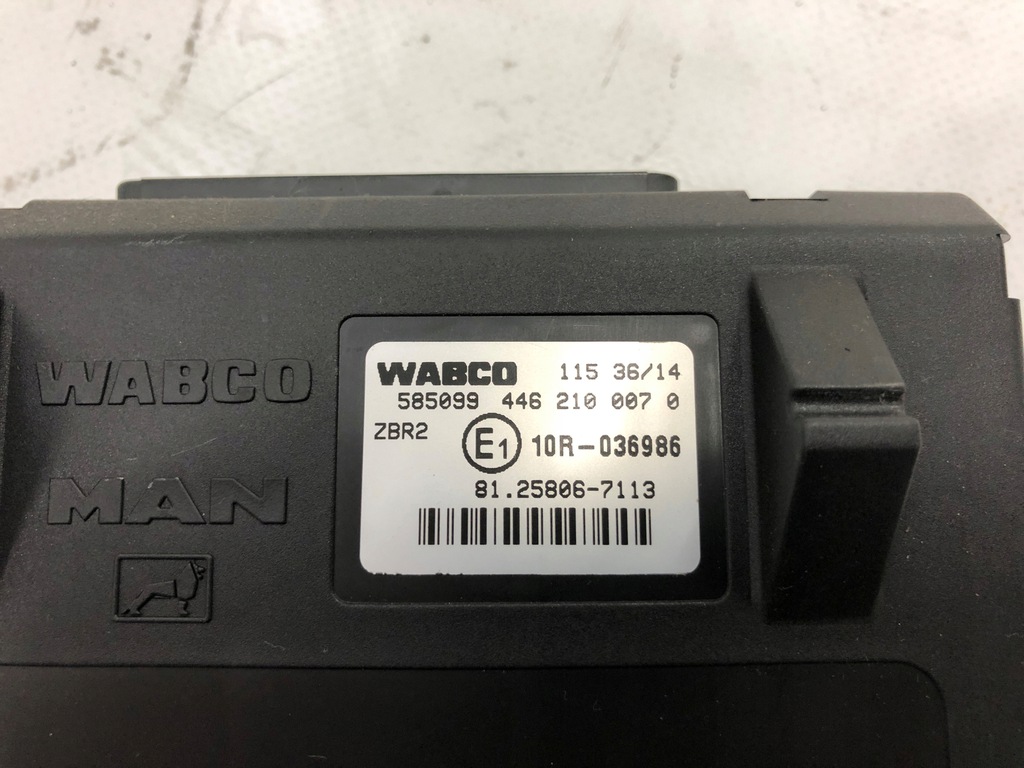 WABCO
MAN
WABCO 115 36/14
585099 446 210 007 0
ZBR2 E1 10R-036986
81.25806-7113